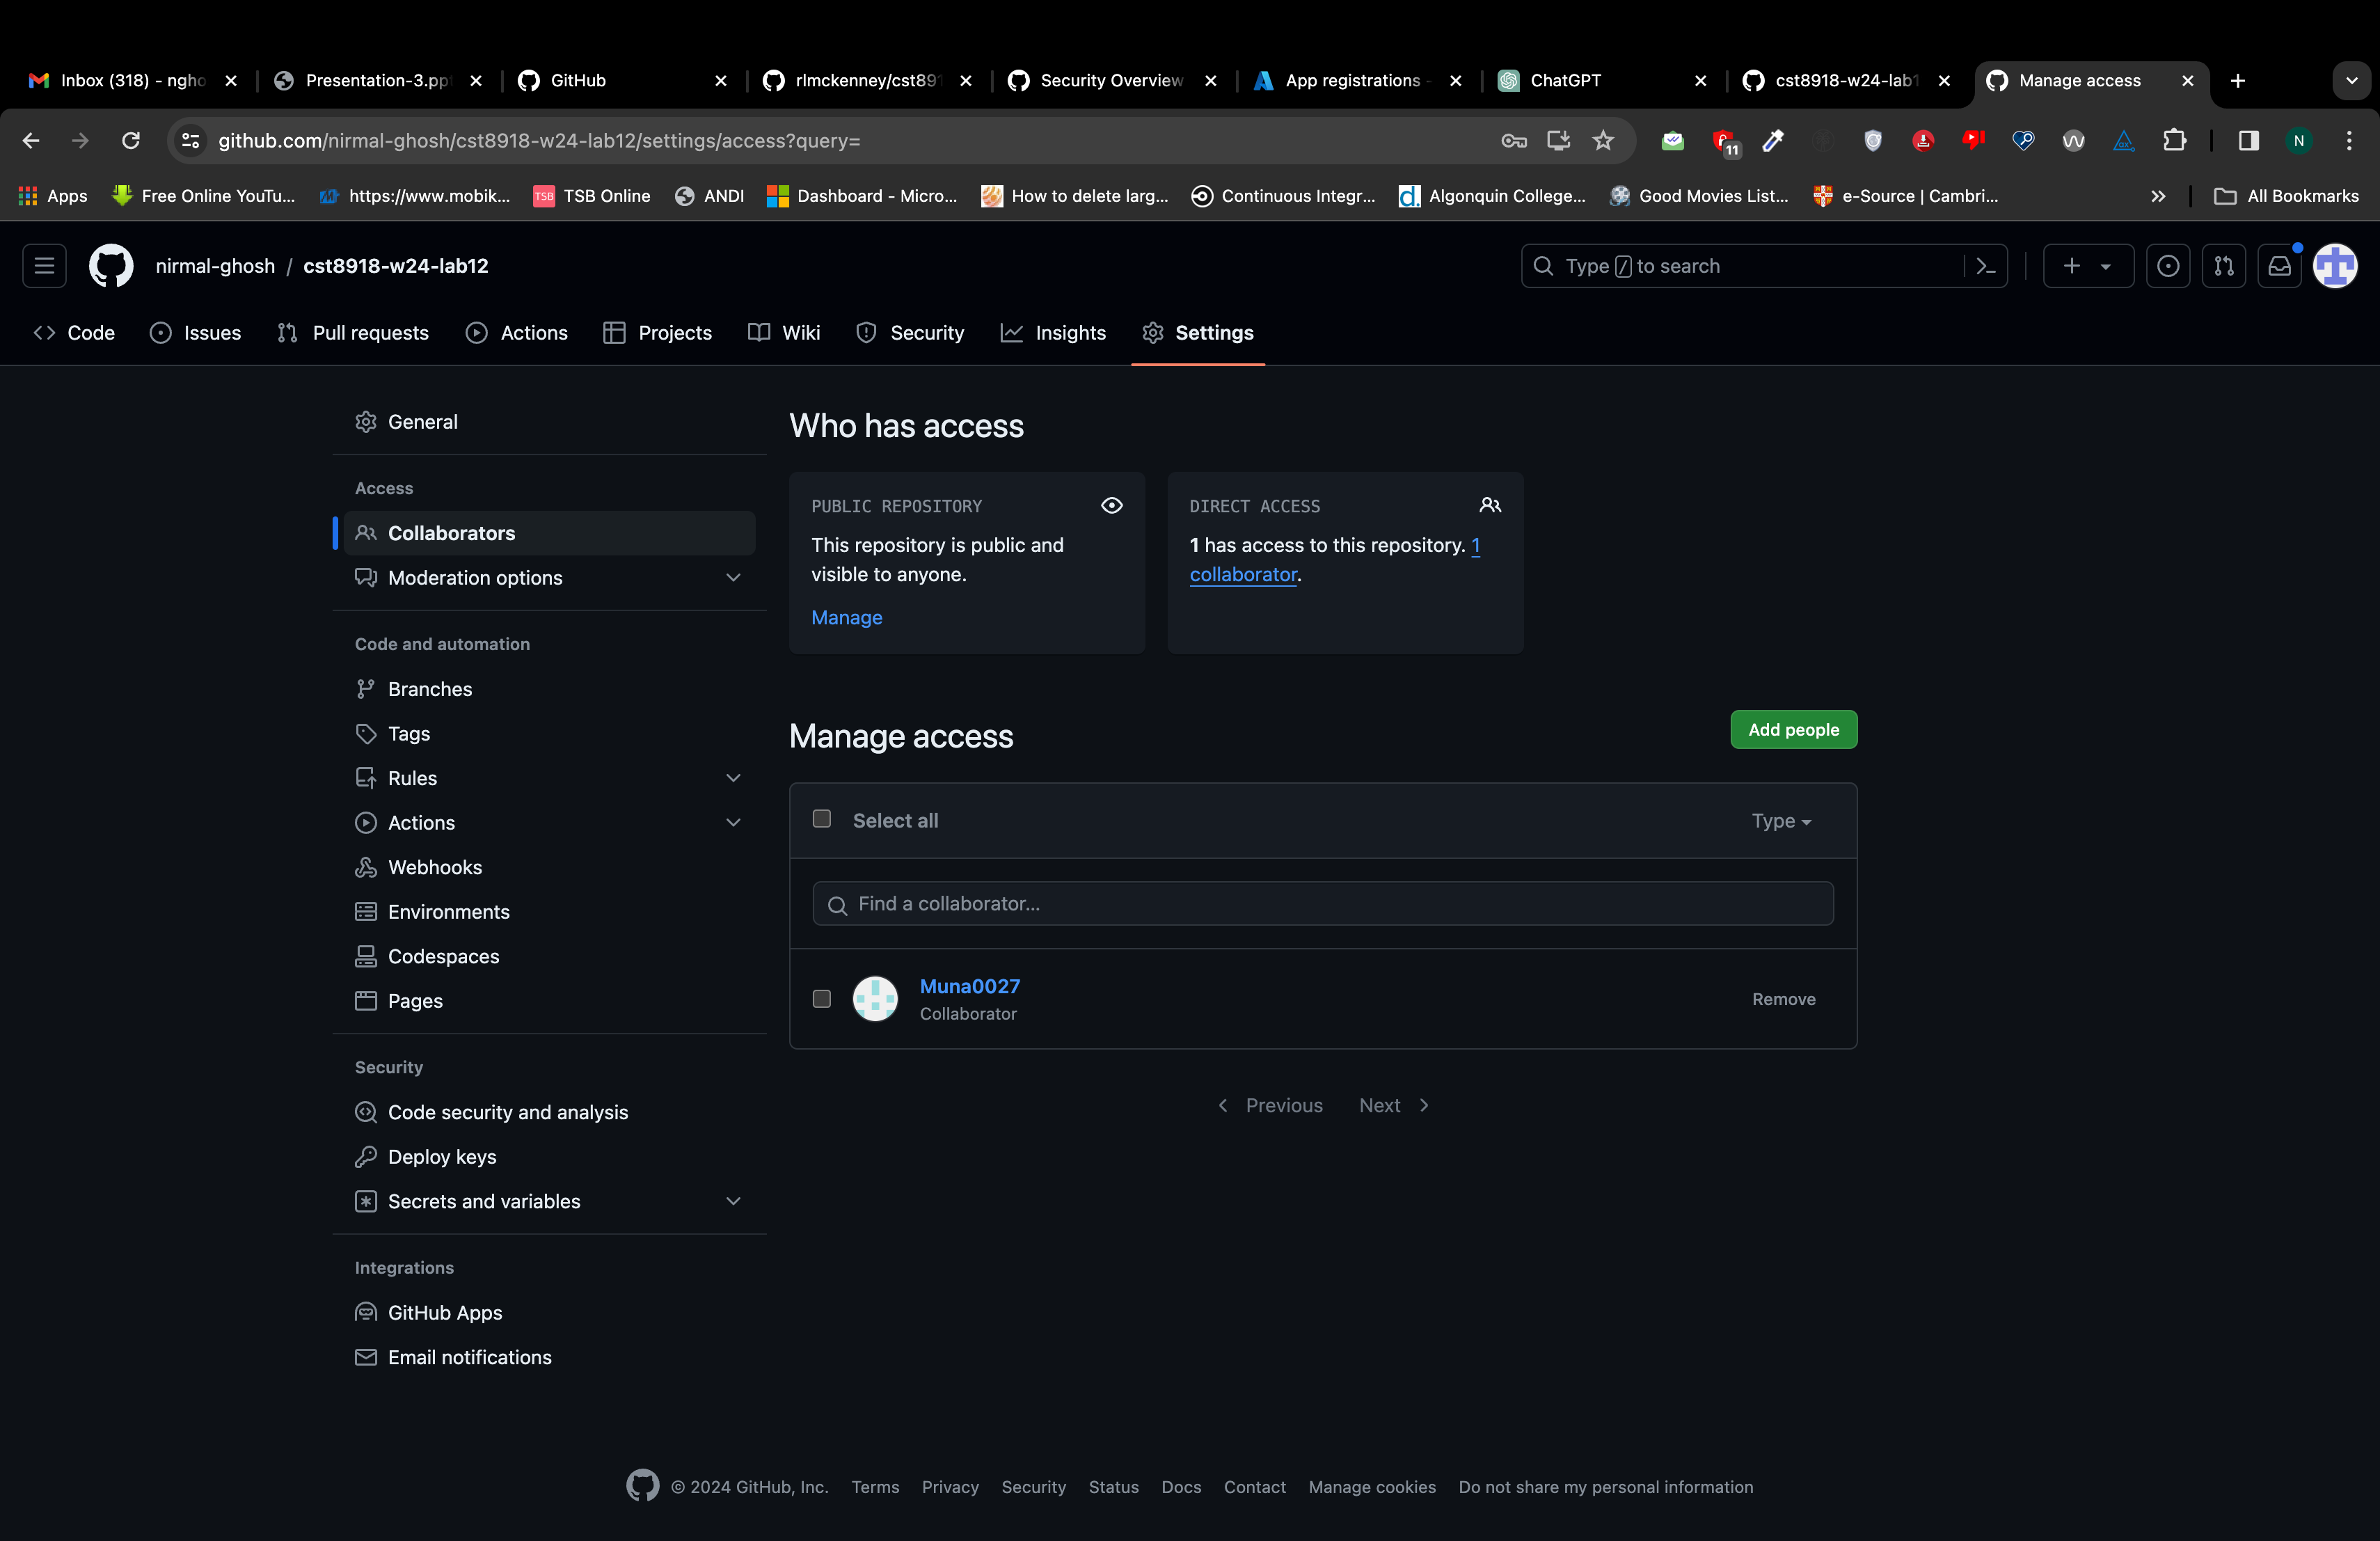 Inbox (318) - ngho
Presentation-3.ppt
GitHub
rlmckenney/cst891
Security Overview
App registrations -
ChatGPT
cst8918-w24-lab1
Manage access
github.com/nirmal-ghosh/cst8918-w24-lab12/settings/access?query=
11
N
Apps
Free Online YouTu...
https://www.mobik...
TSB
TSB Online
ANDI
Dashboard - Micro...
How to delete larg...
Continuous Integr...
d.
Algonquin College...
Good Movies List...
e-Source | Cambri...
All Bookmarks
nirmal-ghosh / cst8918-w24-lab12
Type / to search
Code
Issues
Pull requests
Actions
Projects
Wiki
Security
Insights
Settings
General
Access
Collaborators
Moderation options
Code and automation
Branches
Tags
Rules
Actions
Webhooks
Environments
Codespaces
Pages
Security
Code security and analysis
Deploy keys
Secrets and variables
Integrations
GitHub Apps
Email notifications
Who has access
PUBLIC REPOSITORY
This repository is public and
visible to anyone.
Manage
DIRECT ACCESS
1 has access to this repository. 1
collaborator.
Manage access
Add people
Select all
Type
Find a collaborator...
Muna0027
Collaborator
Remove
Previous
Next
© 2024 GitHub, Inc.
Terms
Privacy
Security
Status
Docs
Contact
Manage cookies
Do not share my personal information